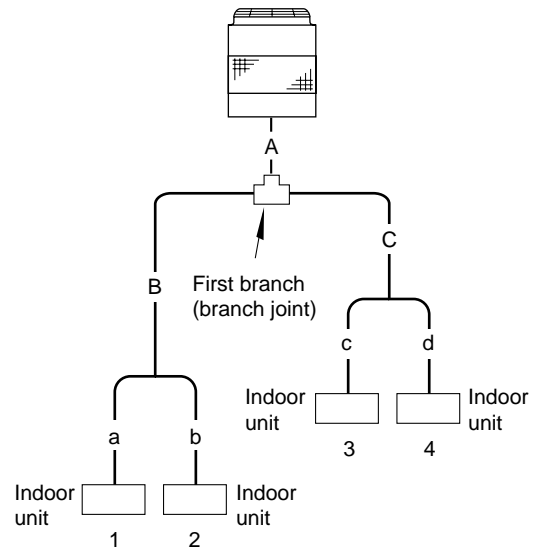 A
B
C
First branch
(branch joint)
c
d
Indoor
unit
Indoor
unit
3
4
a
b
Indoor
unit
Indoor
unit
1
2